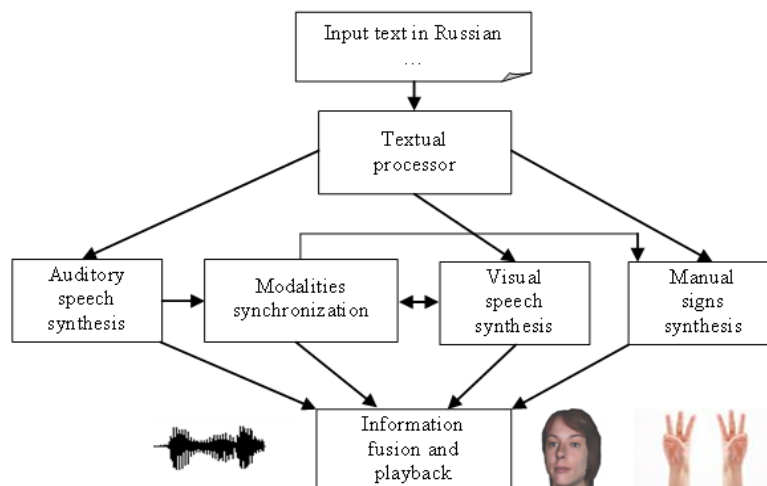 Input text in Russian
...
Textual
processor
Auditory
speech
synthesis
Modalities
synchronization
Visual
speech
synthesis
Manual
signs
synthesis
Information
fusion and
playback